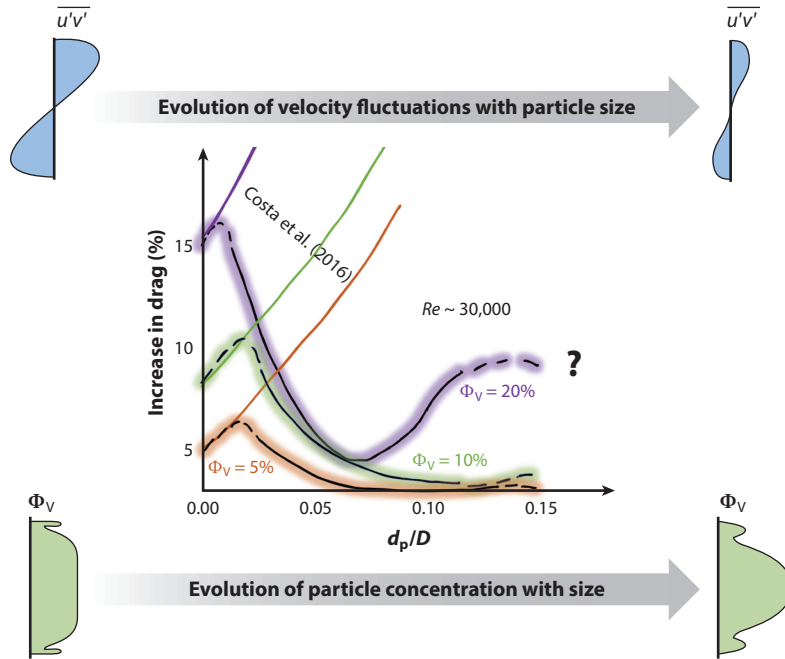 u'v'
u'v'
Evolution of velocity fluctuations with particle size
Increase in drag (%)
15
10
5
Costa et al. (2016)
Re ~ 30,000
?
ΦV = 20%
ΦV = 10%
ΦV = 5%
0.00
0.05
0.10
0.15
dp/D
ΦV
ΦV
Evolution of particle concentration with size